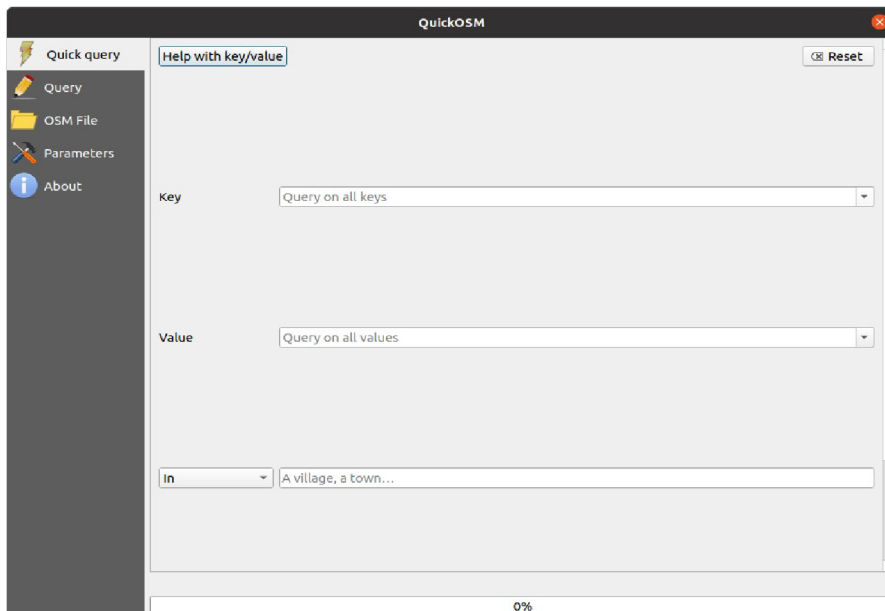 QuickOSM
Quick query
Help with key/value
Reset
Query
OSM File
Parameters
About
Key
Query on all keys
Value
Query on all values
In
A village, a town...
0%